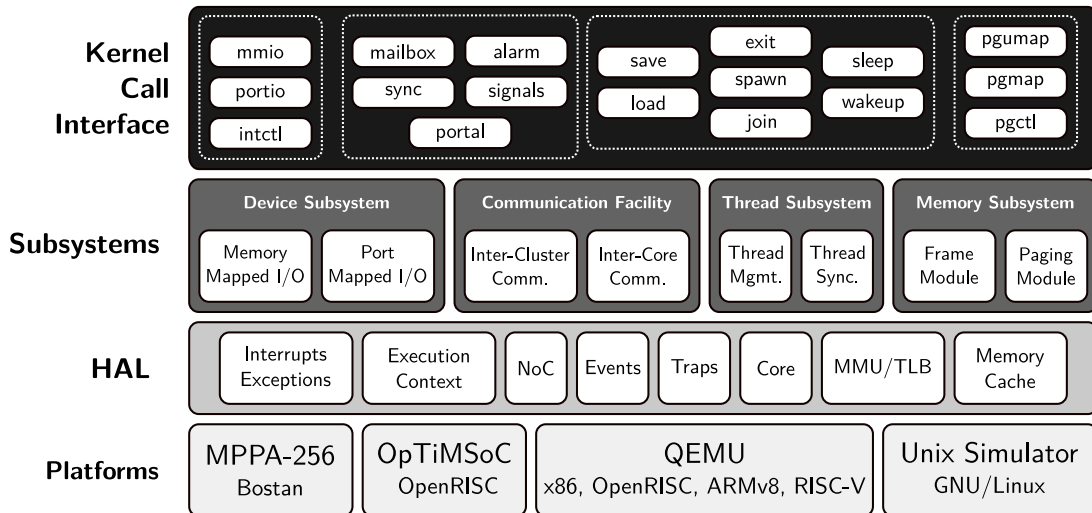 Kernel
Call
Interface
mmio
portio
intctl
mailbox
alarm
sync
signals
portal
save
load
exit
spawn
join
sleep
wakeup
pgumap
pgmap
pgctl
Subsystems
Device Subsystem
Memory
Mapped I/O
Port
Mapped I/O
Communication Facility
Inter-Cluster
Comm.
Inter-Core
Comm.
Thread Subsystem
Thread
Mgmt.
Thread
Sync.
Memory Subsystem
Frame
Module
Paging
Module
HAL
Interrupts
Exceptions
Execution
Context
NoC
Events
Traps
Core
MMU/TLB
Memory
Cache
Platforms
MPPA-256
Bostan
OpTiMSoC
OpenRISC
QEMU
x86, OpenRISC, ARMv8, RISC-V
Unix Simulator
GNU/Linux